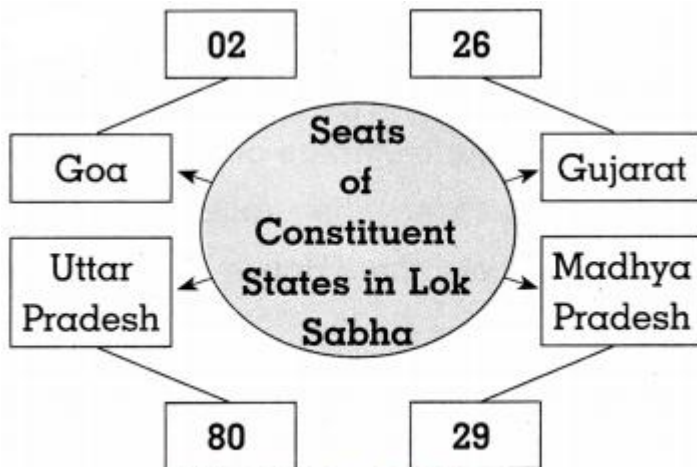 02
26
Goa
Seats
of
Constituent
States in Lok
Sabha
Gujarat
Uttar
Pradesh
Madhya
Pradesh
80
29